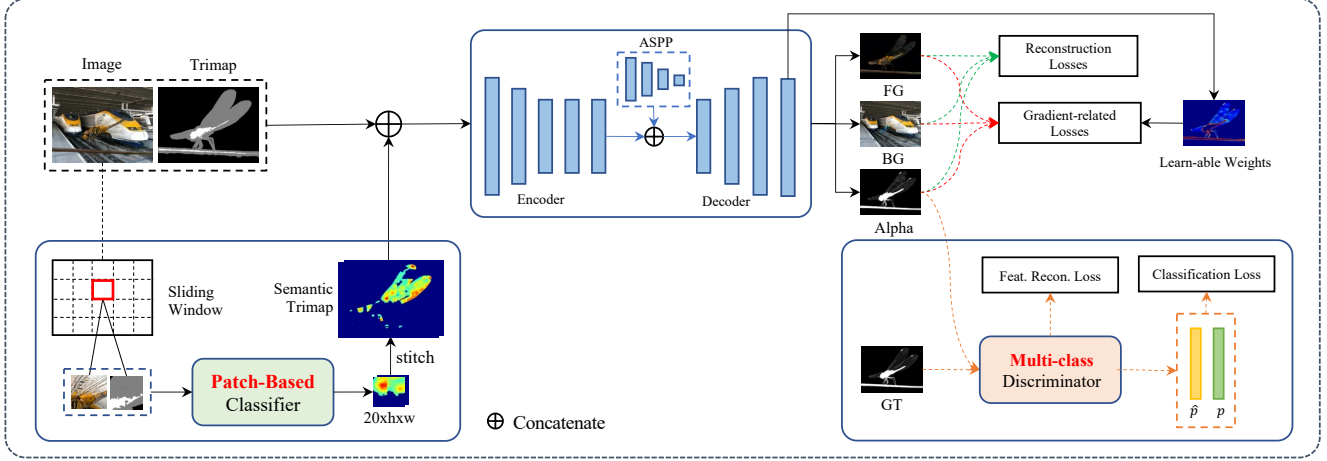 Image
Trimap
ASPP
Encoder
Decoder
FG
BG
Alpha
Reconstruction
Losses
Gradient-related
Losses
Learn-able Weights
Sliding
Window
Semantic
Trimap
stitch
Patch-Based
Classifier
20xhxw
⊕ Concatenate
Feat. Recon. Loss
Classification Loss
Multi-class
Discriminator
GT
p̂
p